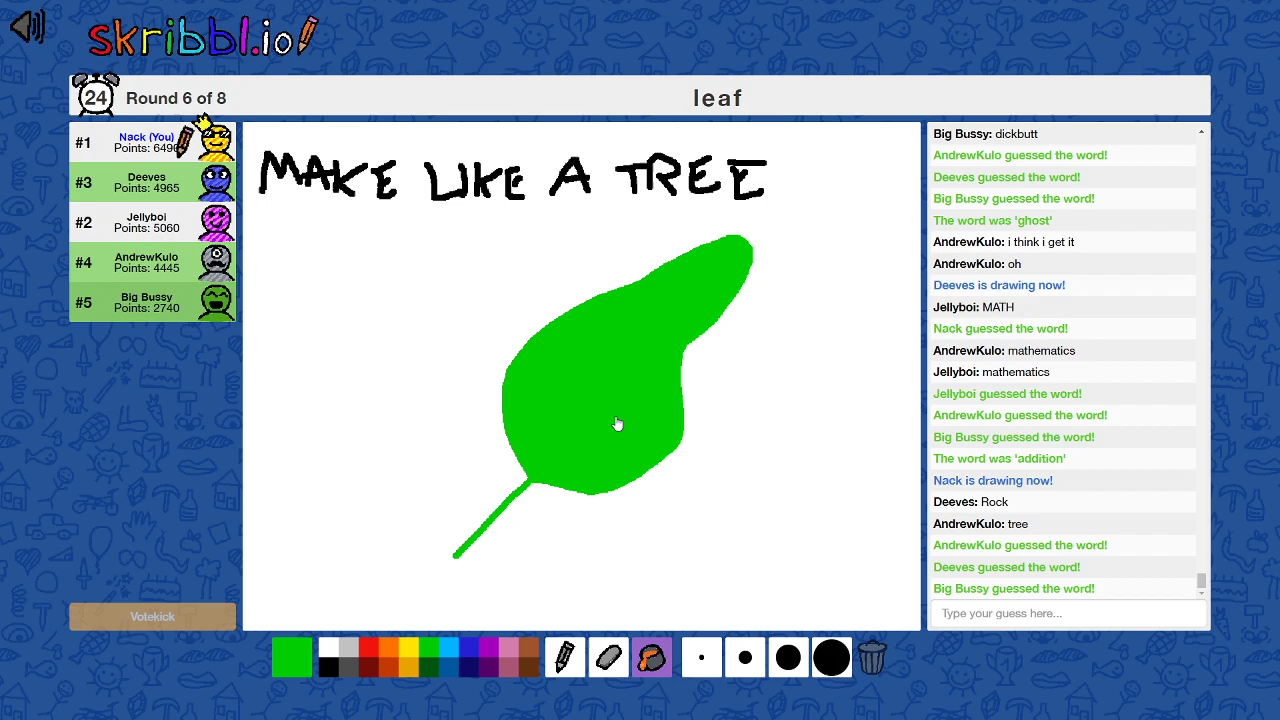 skribbl.io
24
Round 6 of 8
leaf
#1
Nack (You)
Points: 6490
#3
Deeves
Points: 4965
#2
Jellyboi
Points: 5060
#4
AndrewKulo
Points: 4445
#5
Big Bussy
Points: 2740
Votekick
MAKE LIKE A TREE
Big Bussy: dickbutt
AndrewKulo guessed the word!
Deeves guessed the word!
Big Bussy guessed the word!
The word was 'ghost'
AndrewKulo: i think i get it
AndrewKulo: oh
Deeves is drawing now!
Jellyboi: MATH
Nack guessed the word!
AndrewKulo: mathematics
Jellyboi: mathematics
Jellyboi guessed the word!
AndrewKulo guessed the word!
Big Bussy guessed the word!
The word was 'addition'
Nack is drawing now!
Deeves: Rock
AndrewKulo: tree
AndrewKulo guessed the word!
Deeves guessed the word!
Big Bussy guessed the word!
Type your guess here...